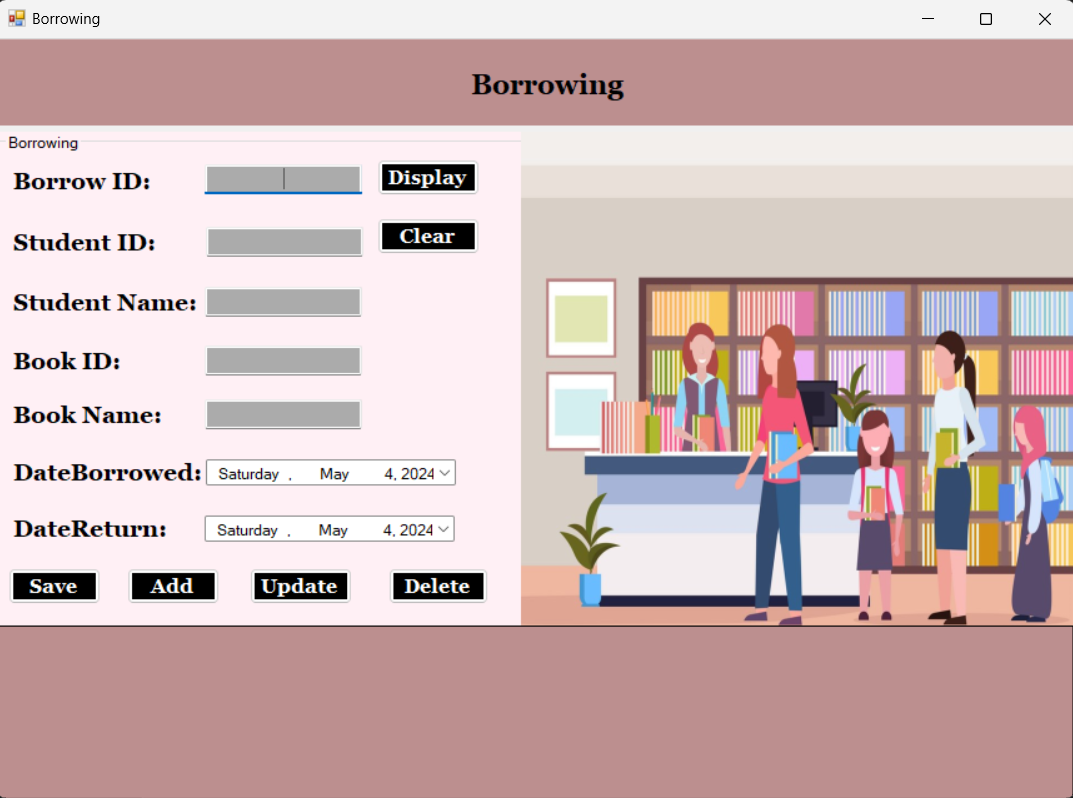 Borrowing
Borrowing
Borrowing
Borrow ID: Display
Student ID: Clear
Student Name:
Book ID:
Book Name:
DateBorrowed: Saturday , May 4, 2024
DateReturn: Saturday , May 4, 2024
Save Add Update Delete